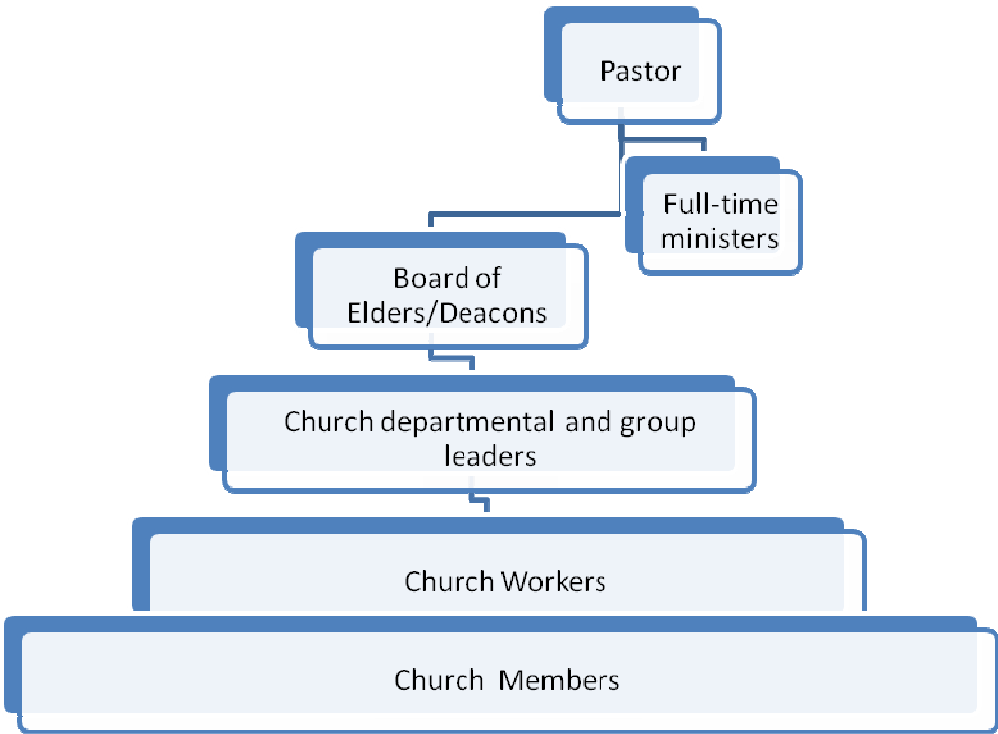 Pastor
Full-time
ministers
Board of
Elders/Deacons
Church departmental and group
leaders
Church Workers
Church Members